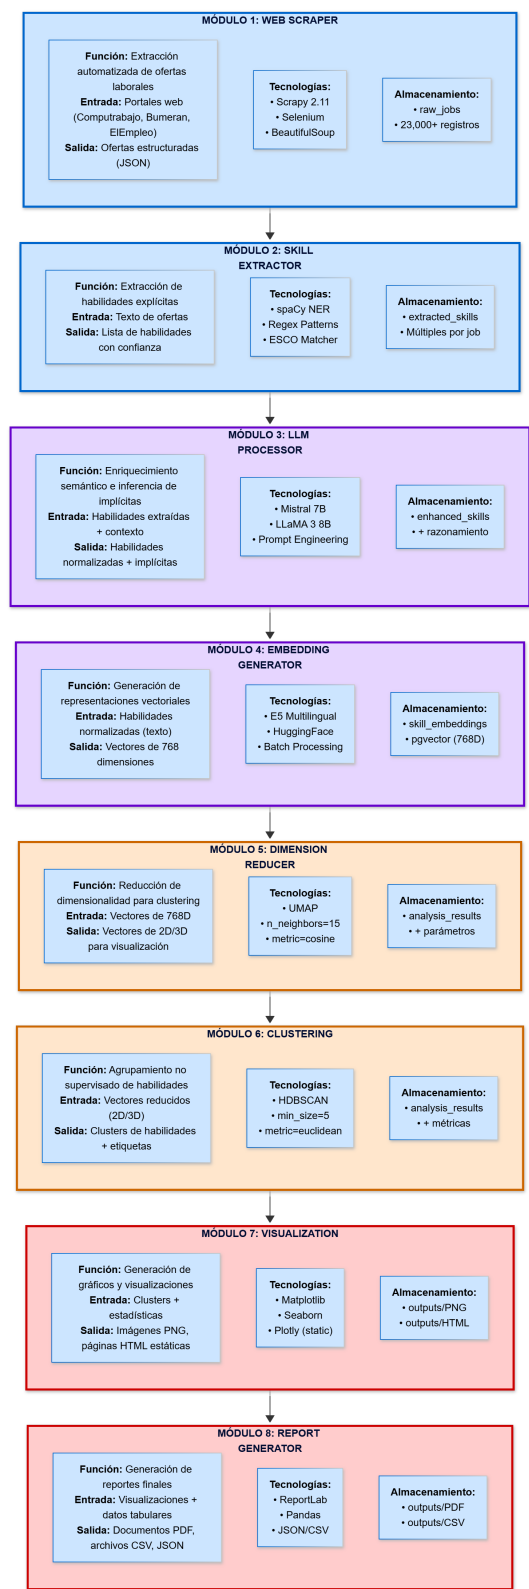 MÓDULO 1: WEB SCRAPER
Función: Extracción
automatizada de ofertas
laborales
Entrada: Portales web
(Computrabajo, Bumeran,
ElEmpleo)
Salida: Ofertas estructuradas
(JSON)
Tecnologías:
• Scrapy 2.11
• Selenium
• BeautifulSoup
Almacenamiento:
• raw_jobs
• 23,000+ registros
MÓDULO 2: SKILL
EXTRACTOR
Función: Extracción de
habilidades explícitas
Entrada: Texto de ofertas
Salida: Lista de habilidades
con confianza
Tecnologías:
• spaCy NER
• Regex Patterns
• ESCO Matcher
Almacenamiento:
• extracted_skills
• Múltiples por job
MÓDULO 3: LLM
PROCESSOR
Función: Enriquecimiento
semántico e inferencia de
implícitas
Entrada: Habilidades extraídas
+ contexto
Salida: Habilidades
normalizadas + implícitas
Tecnologías:
• Mistral 7B
• LLaMA 3 8B
• Prompt Engineering
Almacenamiento:
• enhanced_skills
• + razonamiento
MÓDULO 4: EMBEDDING
GENERATOR
Función: Generación de
representaciones vectoriales
Entrada: Habilidades
normalizadas (texto)
Salida: Vectores de 768
dimensiones
Tecnologías:
• E5 Multilingual
• HuggingFace
• Batch Processing
Almacenamiento:
• skill_embeddings
• pgvector (768D)
MÓDULO 5: DIMENSION
REDUCER
Función: Reducción de
dimensionalidad para clustering
Entrada: Vectores de 768D
Salida: Vectores de 2D/3D
para visualización
Tecnologías:
• UMAP
• n_neighbors=15
• metric=cosine
Almacenamiento:
• analysis_results
• + parámetros
MÓDULO 6: CLUSTERING
Función: Agrupamiento no
supervisado de habilidades
Entrada: Vectores reducidos
(2D/3D)
Salida: Clusters de habilidades
+ etiquetas
Tecnologías:
• HDBSCAN
• min_size=5
• metric=euclidean
Almacenamiento:
• analysis_results
• + métricas
MÓDULO 7: VISUALIZATION
Función: Generación de
gráficos y visualizaciones
Entrada: Clusters +
estadísticas
Salida: Imágenes PNG,
páginas HTML estáticas
Tecnologías:
• Matplotlib
• Seaborn
• Plotly (static)
Almacenamiento:
• outputs/PNG
• outputs/HTML
MÓDULO 8: REPORT
GENERATOR
Función: Generación de
reportes finales
Entrada: Visualizaciones +
datos tabulares
Salida: Documentos PDF,
archivos CSV, JSON
Tecnologías:
• ReportLab
• Pandas
• JSON/CSV
Almacenamiento:
• outputs/PDF
• outputs/CSV